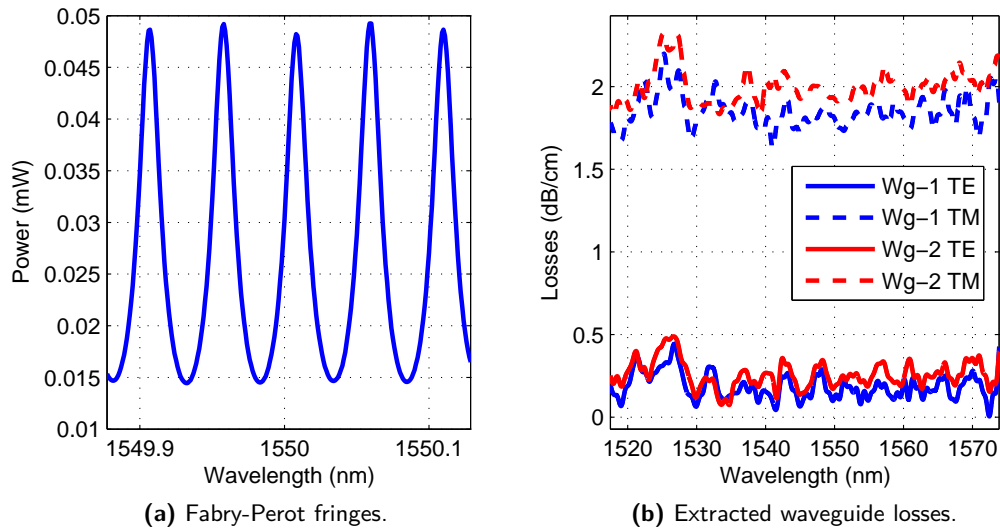 0.05
0.045
0.04
0.035
0.03
0.025
0.02
0.015
0.01
Power (mW)
1549.9
1550
1550.1
Wavelength (nm)
(a) Fabry-Perot fringes.
2
1.5
1
0.5
0
Losses (dB/cm)
Wg-1 TE
Wg-1 TM
Wg-2 TE
Wg-2 TM
1520
1530
1540
1550
1560
1570
Wavelength (nm)
(b) Extracted waveguide losses.